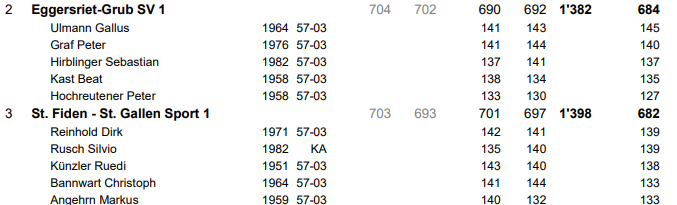 2 Eggersriet-Grub SV 1 704 702 690 692 1'382 684
Ulmann Gallus 1964 57-03 141 143 145
Graf Peter 1976 57-03 141 144 140
Hirblinger Sebastian 1982 57-03 137 141 137
Kast Beat 1958 57-03 138 134 135
Hochreutener Peter 1958 57-03 133 130 127
3 St. Fiden - St. Gallen Sport 1 703 693 701 697 1'398 682
Reinhold Dirk 1971 57-03 142 141 139
Rusch Silvio 1982 KA 135 140 139
Künzler Ruedi 1951 57-03 143 140 138
Bannwart Christoph 1964 57-03 141 144 133
Angehrn Markus 1959 57-03 140 132 133